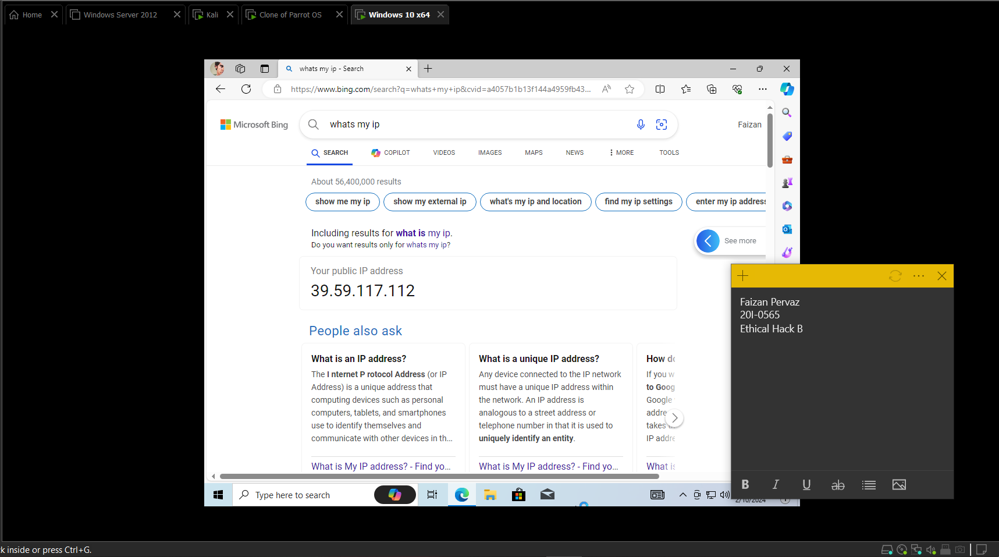 Home
Windows Server 2012
Kali
Clone of Parrot OS
Windows 10 x64
whats my ip - Search
https://www.bing.com/search?q=whats+my+ip&cvid=a4057b1b13f144a4959fb43...
Microsoft Bing
whats my ip
Faizan
SEARCH
COPILOT
VIDEOS
IMAGES
MAPS
NEWS
MORE
TOOLS
About 56,400,000 results
show me my ip
show my external ip
what's my ip and location
find my ip settings
enter my ip address
Including results for what is my ip.
Do you want results only for whats my ip?
See more
Your public IP address
39.59.117.112
People also ask
What is an IP address?
The I nternet P rotocol Address (or IP
Address) is a unique address that
computing devices such as personal
computers, tablets, and smartphones
use to identify themselves and
communicate with other devices in th...
What is My IP address? - Find yo...
What is a unique IP address?
Any device connected to the IP network
must have a unique IP address within
the network. An IP address is
analogous to a street address or
telephone number in that it is used to
uniquely identify an entity.
What is My IP address? - Find yo...
How do
If you w
to Goog
Google
addre
takes
IP addre
What is
Faizan Pervaz
20I-0565
Ethical Hack B
B I U ab
Type here to search
2/10/2024
k inside or press Ctrl+G.